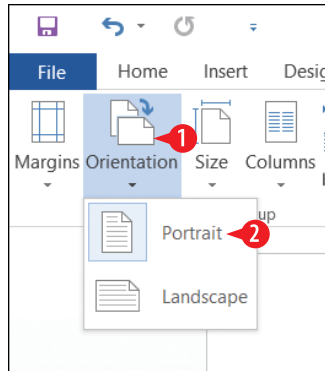 File Home Insert Desig
Margins Orientation Size Columns
1
up
Portrait 2
Landscape